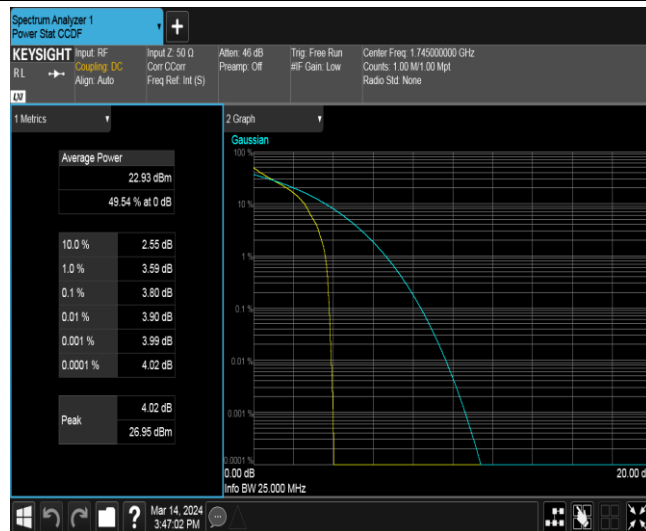 Spectrum Analyzer 1
Power Stat CCDF
+
KEYSIGHT
RL
LXI
Input: RF
Coupling: DC
Align: Auto
Input Z: 50 Ω
Corr CCorr
Freq Ref: Int (S)
Atten: 46 dB
Preamp: Off
Trig: Free Run
#IF Gain: Low
Center Freq: 1.745000000 GHz
Counts: 1.00 M/1.00 Mpt
Radio Std: None
1 Metrics
Average Power
22.93 dBm
49.54 % at 0 dB
10.0 % 2.55 dB
1.0 % 3.59 dB
0.1 % 3.80 dB
0.01 % 3.90 dB
0.001 % 3.99 dB
0.0001 % 4.02 dB
Peak
4.02 dB
26.95 dBm
2 Graph
Gaussian
100 %
10 %
1 %
0.1 %
0.01 %
0.001 %
0.0001 %
0.00 dB
20.00 d
Info BW 25.000 MHz
?
Mar 14, 2024
3:47:02 PM